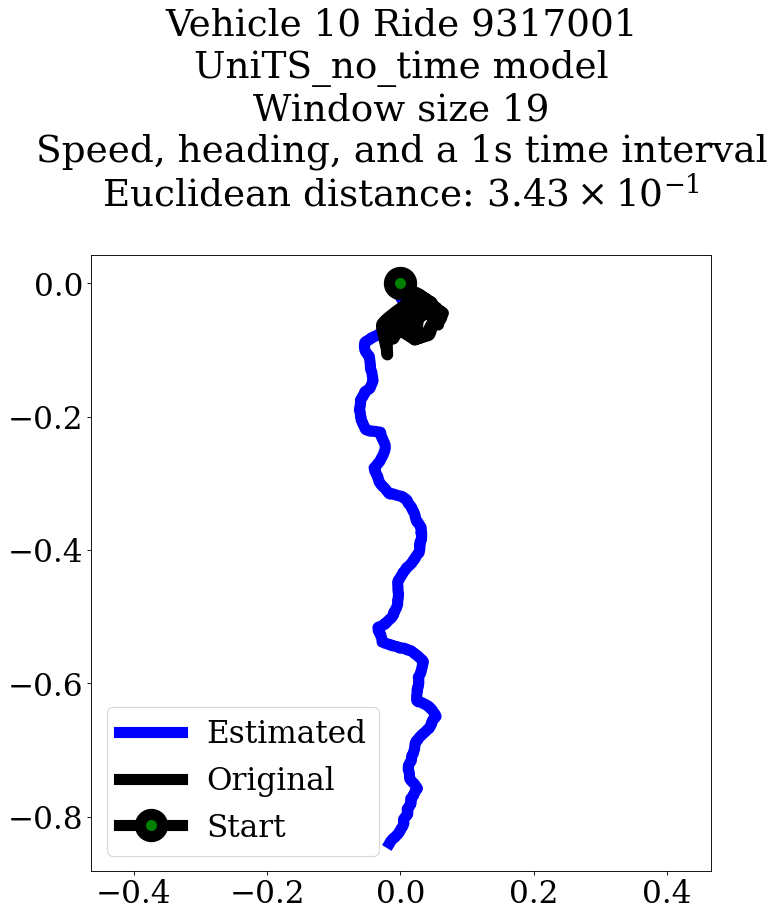 Vehicle 10 Ride 9317001
UniTS_no_time model
Window size 19
Speed, heading, and a 1s time interval
Euclidean distance: 3.43 × 10⁻¹
0.0
−0.2
−0.4
−0.6
−0.8
Estimated
Original
Start
−0.4 −0.2 0.0 0.2 0.4